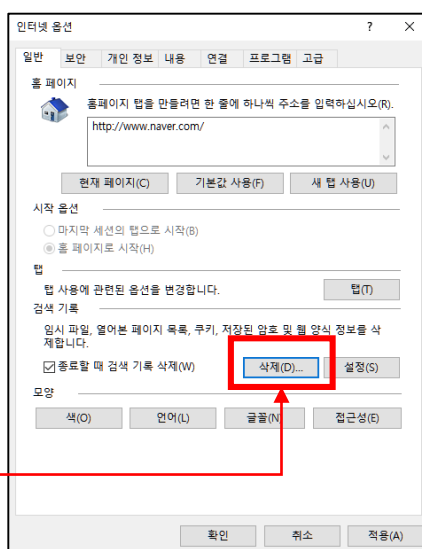 인터넷 옵션 ? ×
일반 보안 개인 정보 내용 연결 프로그램 고급
홈 페이지
홈페이지 탭을 만들려면 한 줄에 하나씩 주소를 입력하십시오(R).
http://www.naver.com/
현재 페이지(C) 기본값 사용(F) 새 탭 사용(U)
시작 옵션
마지막 세션의 탭으로 시작(B)
홈 페이지로 시작(H)
탭
탭 사용에 관련된 옵션을 변경합니다. 탭(T)
검색 기록
임시 파일, 열어본 페이지 목록, 쿠키, 저장된 암호 및 웹 양식 정보를 삭
제합니다.
종료할 때 검색 기록 삭제(W) 삭제(D)... 설정(S)
모양
색(O) 언어(L) 글꼴(N) 접근성(E)
확인 취소 적용(A)